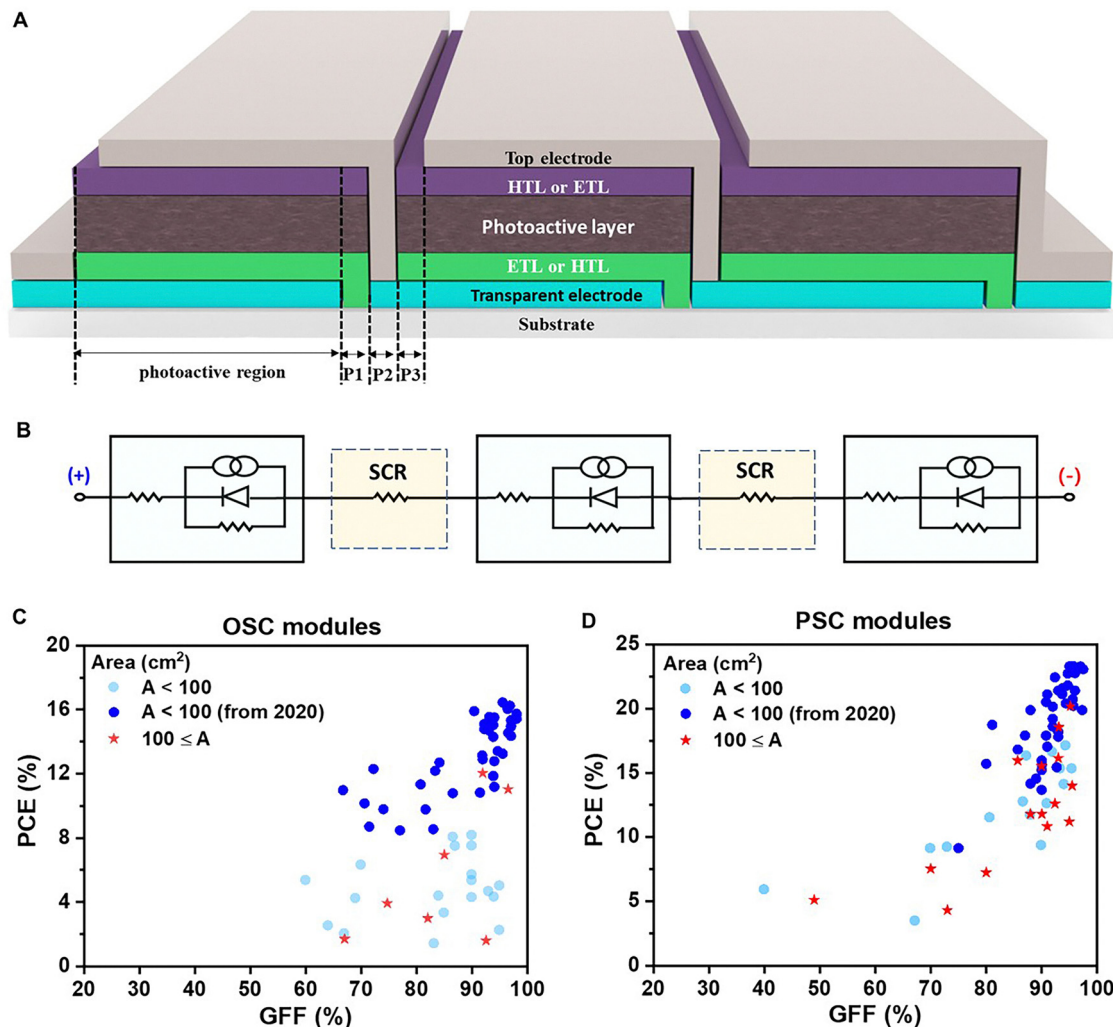 A
Top electrode
HTL or ETL
Photoactive layer
ETL or HTL
Transparent electrode
Substrate
photoactive region
P1
P2
P3
B
(+)
SCR
SCR
(-)
C
OSC modules
Area (cm²)
A < 100
A < 100 (from 2020)
100 ≤ A
PCE (%)
20
16
12
8
4
0
20 30 40 50 60 70 80 90 100
GFF (%)
D
PSC modules
Area (cm²)
A < 100
A < 100 (from 2020)
100 ≤ A
PCE (%)
25
20
15
10
5
0
20 30 40 50 60 70 80 90 100
GFF (%)